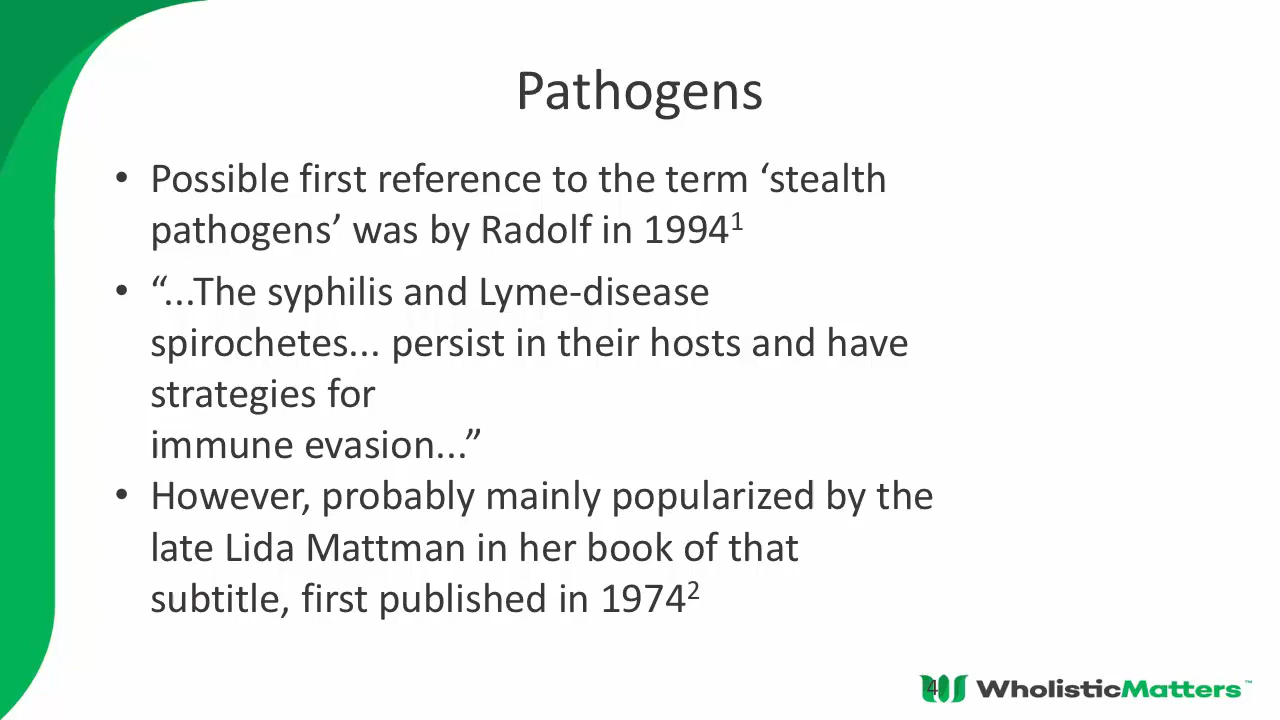 Pathogens
• Possible first reference to the term ‘stealth
pathogens’ was by Radolf in 1994¹
• “...The syphilis and Lyme-disease
spirochetes... persist in their hosts and have
strategies for
immune evasion...”
• However, probably mainly popularized by the
late Lida Mattman in her book of that
subtitle, first published in 1974²
4
WholisticMatters™